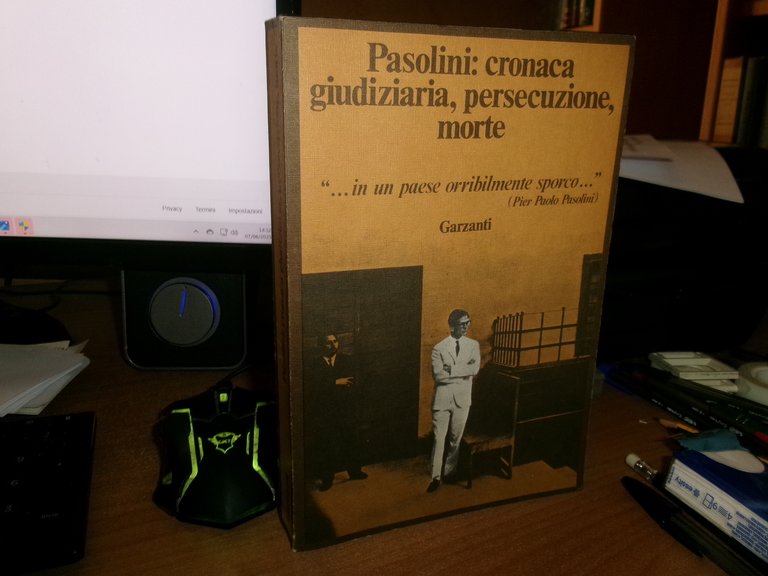 Pasolini: cronaca
giudiziaria, persecuzione,
morte
“...in un paese orribilmente sporco...”
(Pier Paolo Pasolini)
Garzanti
Privacy Termini Impostazioni